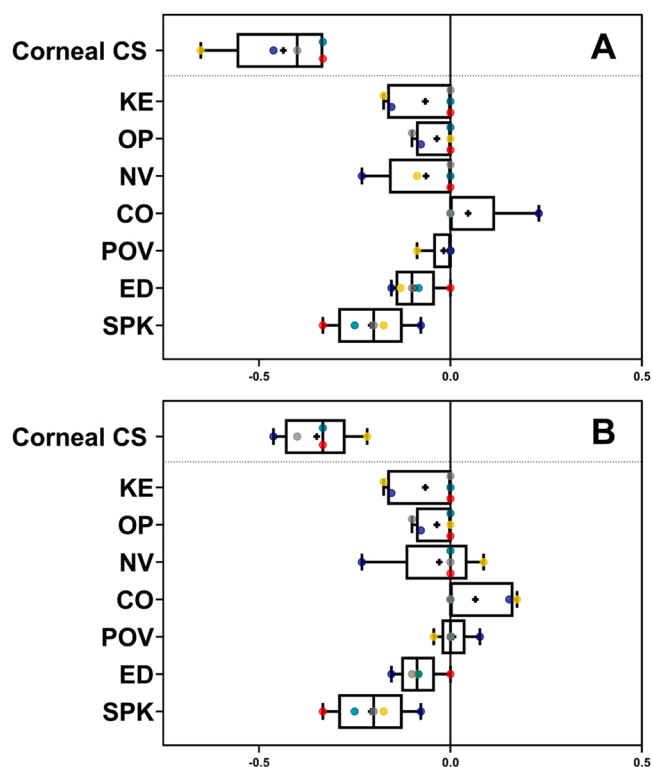 A
Corneal CS
KE
OP
NV
CO
POV
ED
SPK
-0.5 0.0 0.5
B
Corneal CS
KE
OP
NV
CO
POV
ED
SPK
-0.5 0.0 0.5